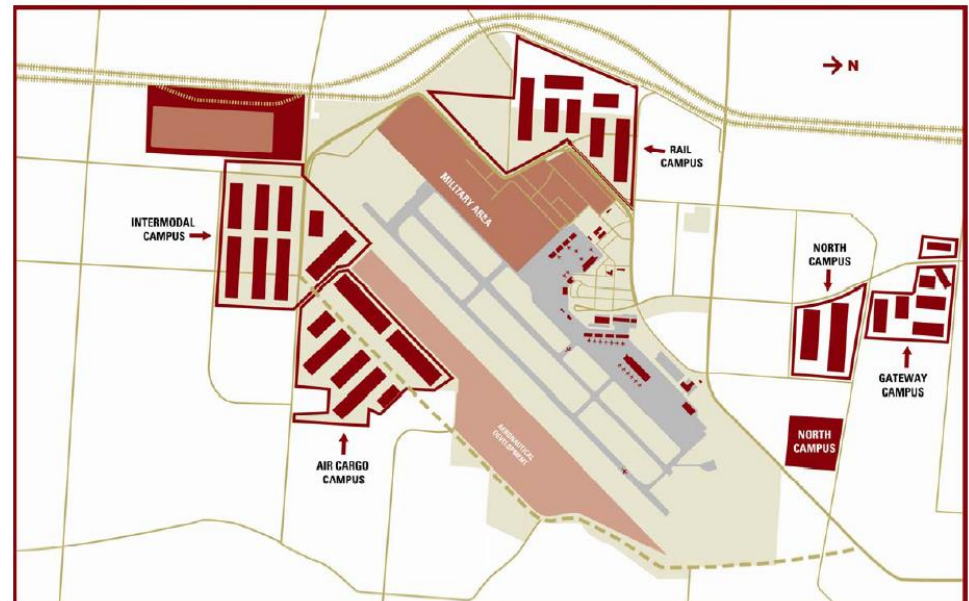 N
RAIL
CAMPUS
MILITARY AREA
INTERMODAL
CAMPUS
NORTH
CAMPUS
GATEWAY
CAMPUS
NORTH
CAMPUS
AERONAUTICAL
DEVELOPMENT
AIR CARGO
CAMPUS